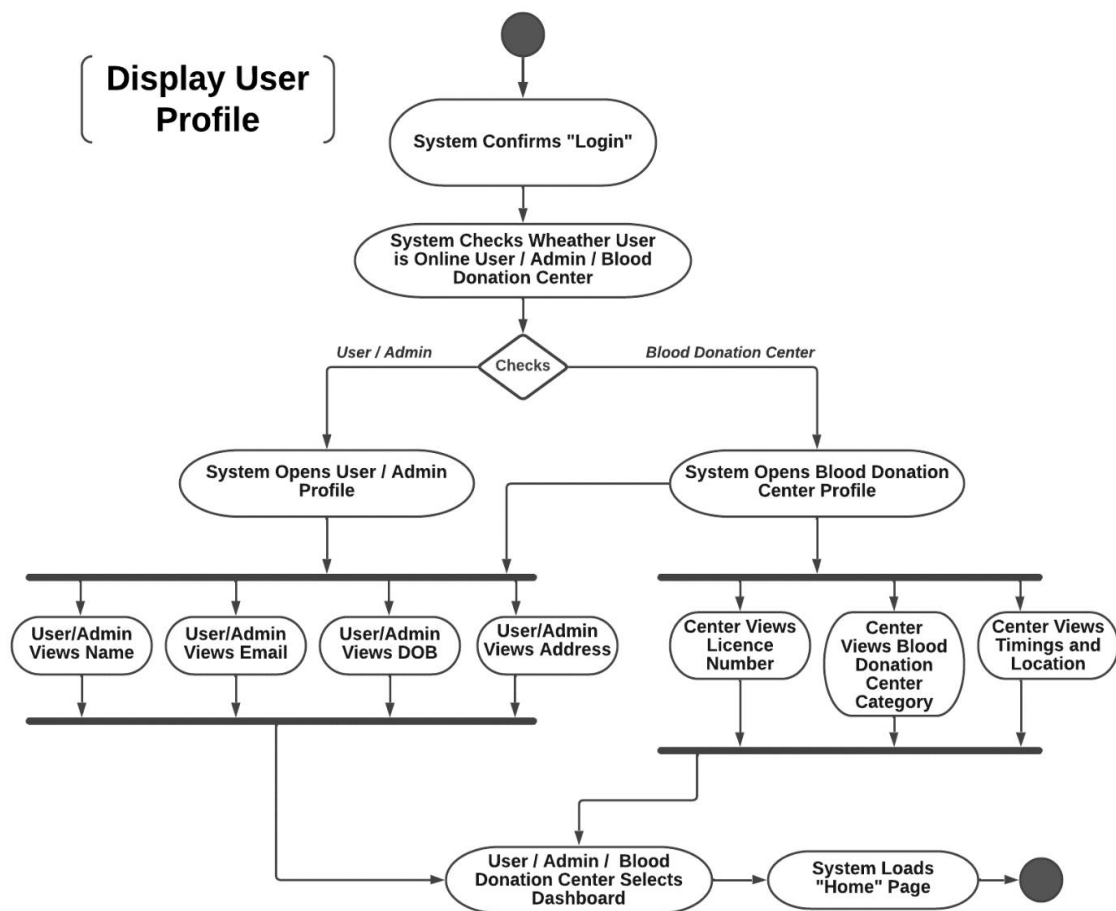 Display User
Profile
System Confirms "Login"
System Checks Wheather User
is Online User / Admin / Blood
Donation Center
User / Admin
Checks
Blood Donation Center
System Opens User / Admin
Profile
System Opens Blood Donation
Center Profile
User/Admin
Views Name
User/Admin
Views Email
User/Admin
Views DOB
User/Admin
Views Address
Center Views
Licence
Number
Center
Views Blood
Donation
Center
Category
Center Views
Timings and
Location
User / Admin / Blood
Donation Center Selects
Dashboard
System Loads
"Home" Page